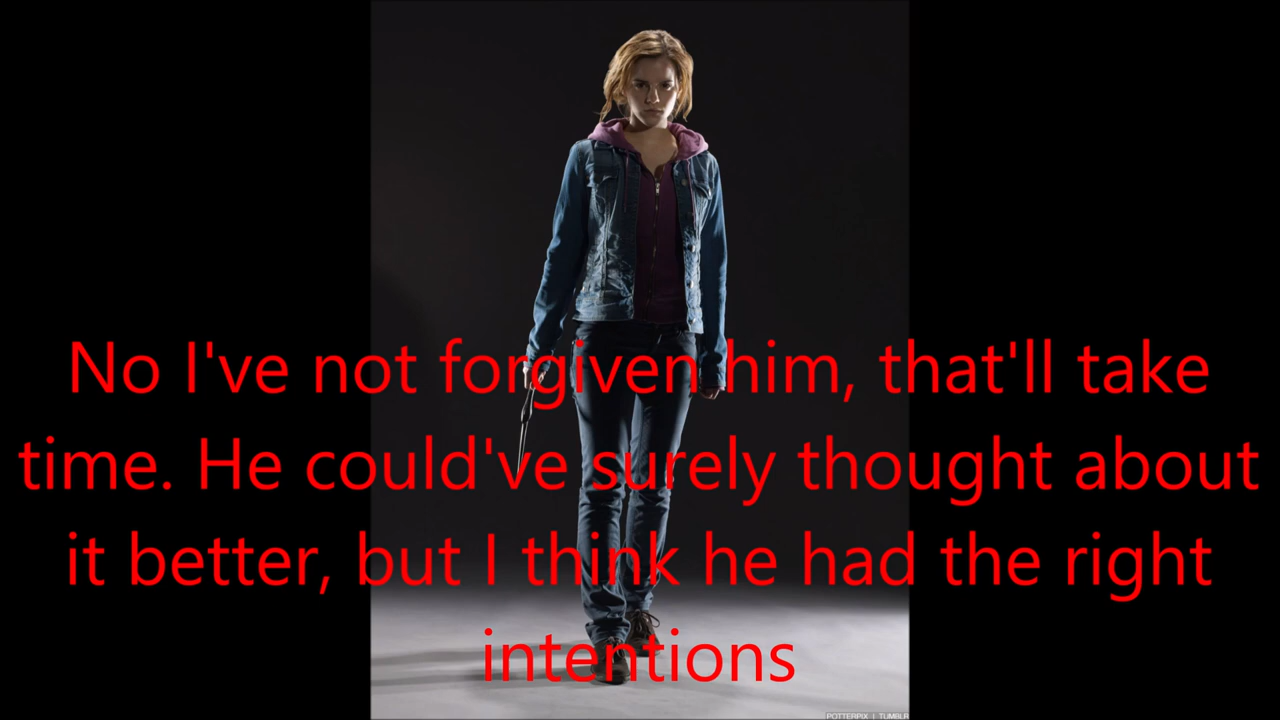 No I've not forgiven him, that'll take
time. He could've surely thought about
it better, but I think he had the right
intentions
POTTERPIX | TUMBLR